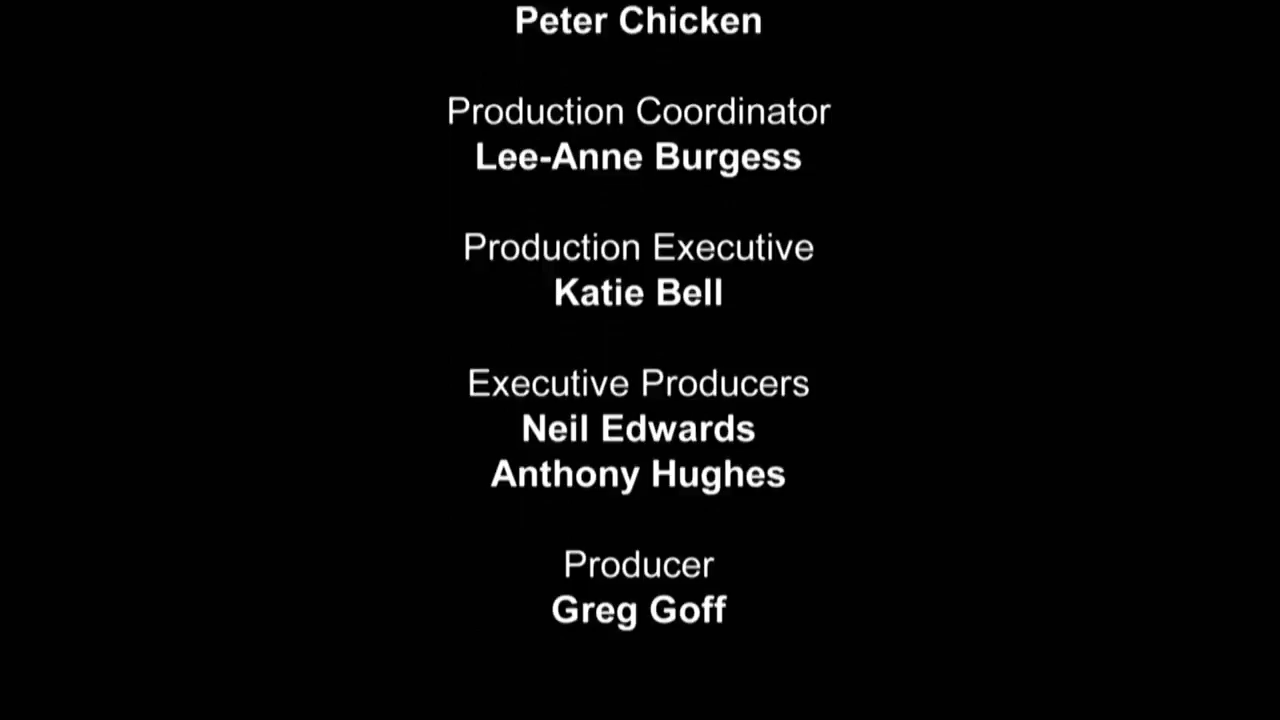 Peter Chicken
Production Coordinator
Lee-Anne Burgess
Production Executive
Katie Bell
Executive Producers
Neil Edwards
Anthony Hughes
Producer
Greg Goff